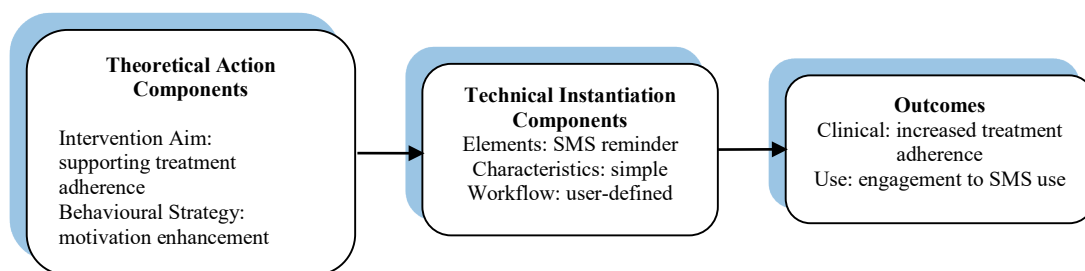 Theoretical Action
Components
Intervention Aim:
supporting treatment
adherence
Behavioural Strategy:
motivation enhancement
Technical Instantiation
Components
Elements: SMS reminder
Characteristics: simple
Workflow: user-defined
Outcomes
Clinical: increased treatment
adherence
Use: engagement to SMS use